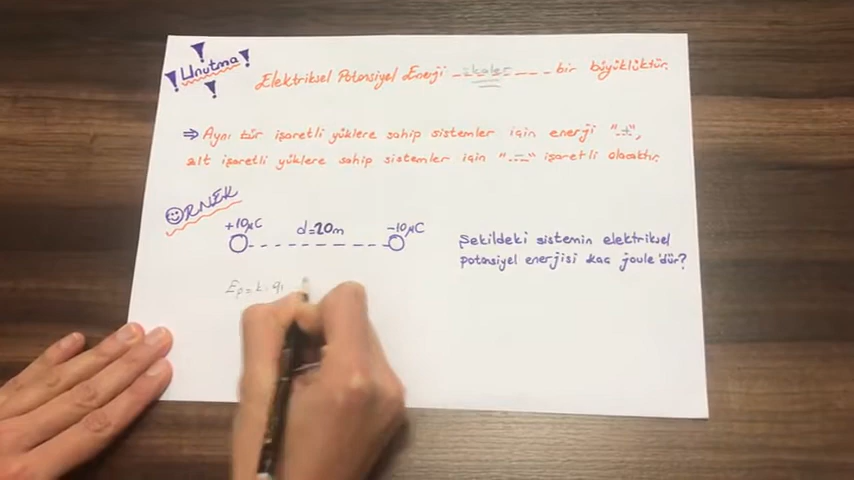 Unutma
Elektriksel Potansiyel Enerji skaler bir büyüklüktür.
⇒ Aynı tür işaretli yüklere sahip sistemler için enerji "+",
zıt işaretli yüklere sahip sistemler için "-" işaretli olacaktır.
ÖRNEK
+10μC d=20m -10μC
Şekildeki sistemin elektriksel
potansiyel enerjisi kaç joule'dür?
Ep = k. q1